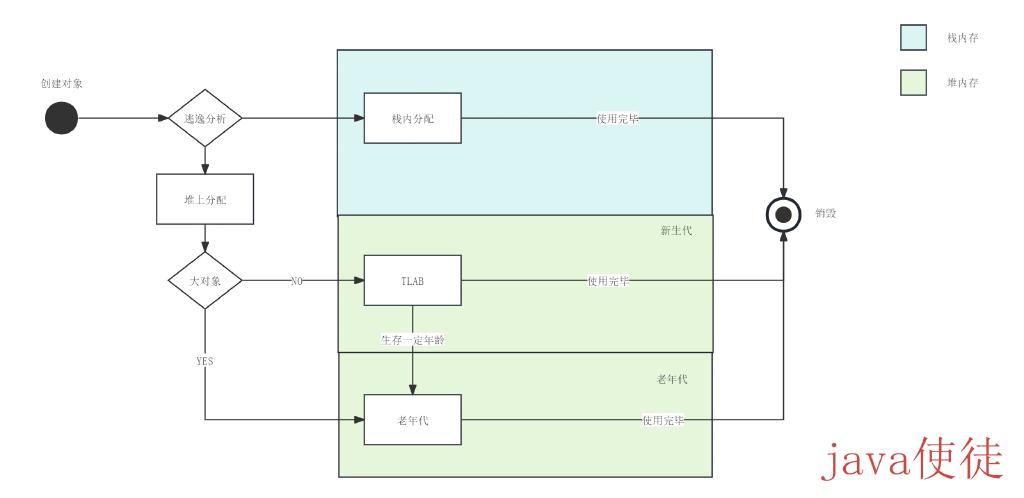 栈内存
堆内存
创建对象
逃逸分析
栈内分配
使用完毕
堆上分配
销毁
新生代
大对象
NO
TLAB
使用完毕
生存一定年龄
YES
老年代
老年代
使用完毕
java使徒